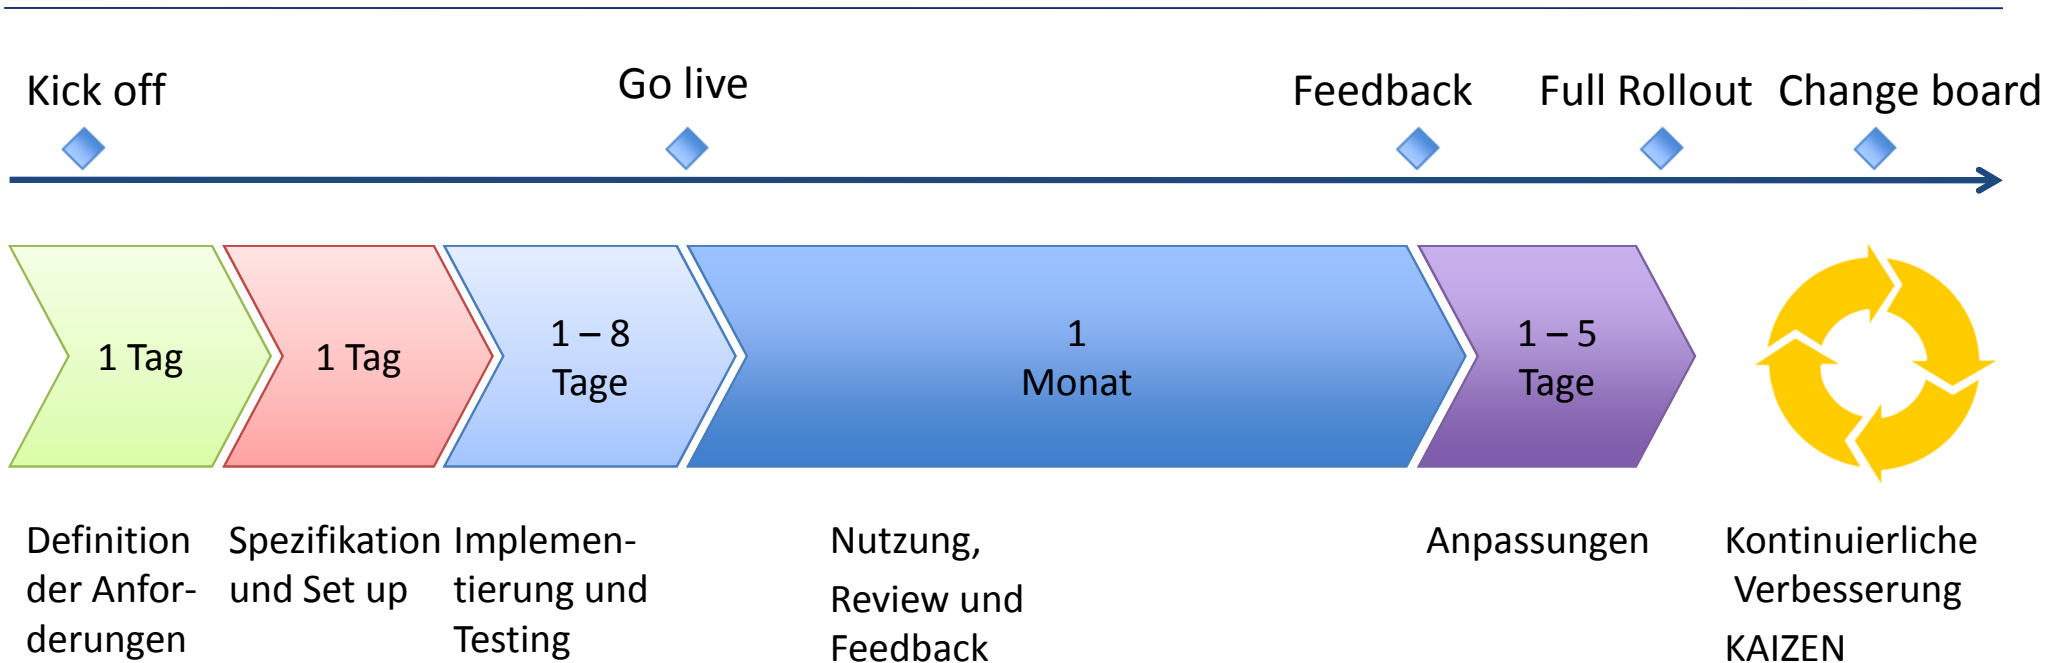 Kick off
Go live
Feedback
Full Rollout
Change board
1 Tag
1 Tag
1 – 8
Tage
1
Monat
1 – 5
Tage
Definition
der Anfor-
derungen
Spezifikation
und Set up
Implemen-
tierung und
Testing
Nutzung,
Review und
Feedback
Anpassungen
Kontinuierliche
Verbesserung
KAIZEN